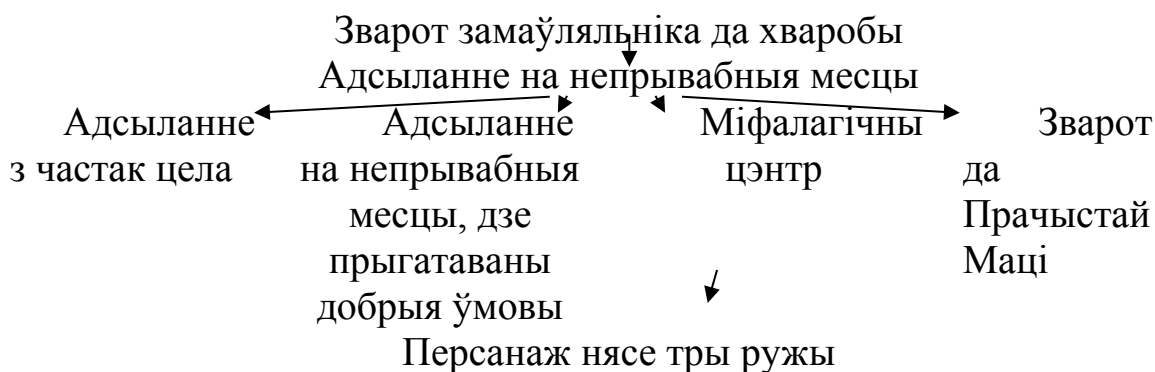 Зварот замаўляльніка да хваробы
Адсыланне на непрывабныя месцы
Адсыланне Адсыланне Міфалагічны Зварот
з частак цела на непрывабныя цэнтр да
месцы, дзе Прачыстай
прыгатаваны Маці
добрыя ўмовы
Персанаж нясе тры ружы